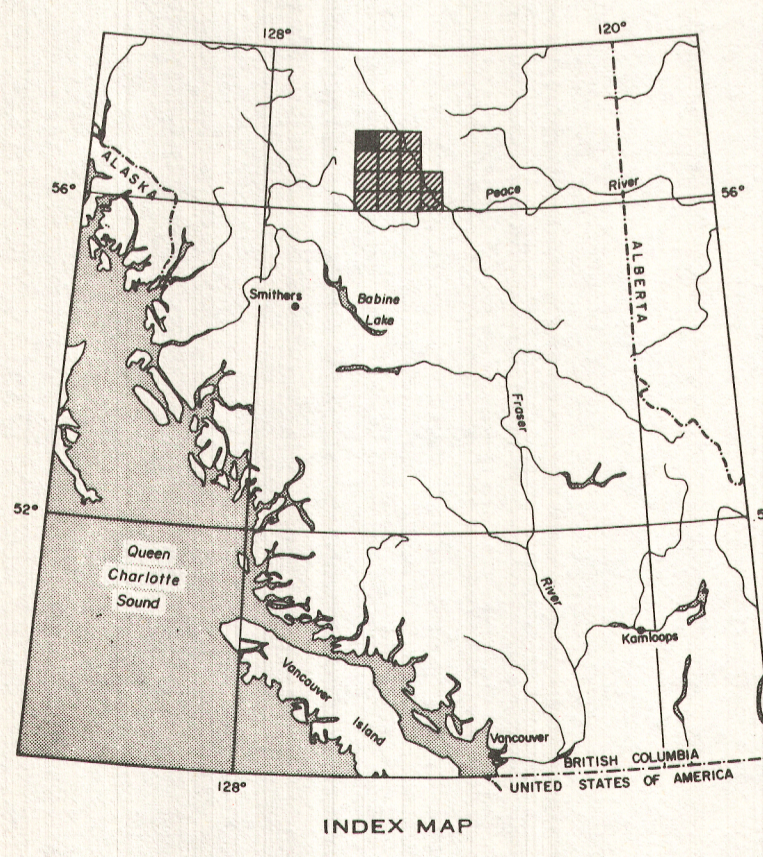 128°
120°
ALASKA
56°
Peace
River
56°
ALBERTA
Smithers
Babine
Lake
Fraser
52°
Queen
Charlotte
Sound
River
Kamloops
Vancouver
Island
Vancouver
BRITISH COLUMBIA
UNITED STATES OF AMERICA
128°
INDEX MAP